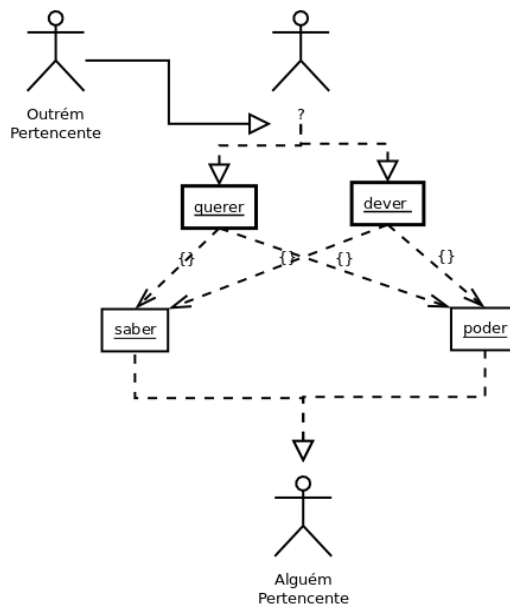 Outrém
Pertencente
?
querer
dever
{}
{}
{}
{}
saber
poder
Alguém
Pertencente